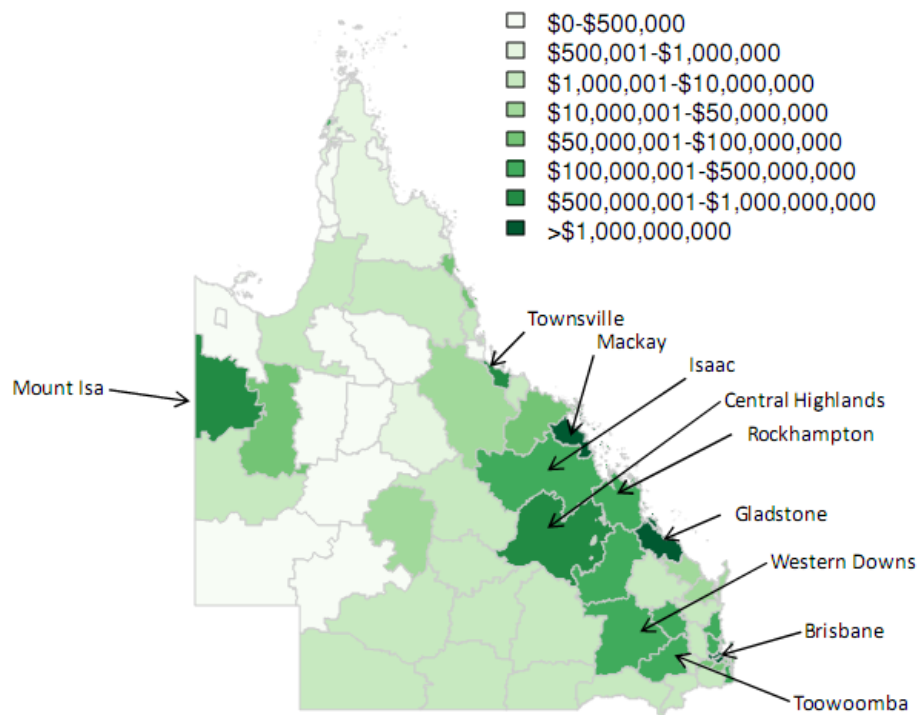 $0-$500,000
$500,001-$1,000,000
$1,000,001-$10,000,000
$10,000,001-$50,000,000
$50,000,001-$100,000,000
$100,000,001-$500,000,000
$500,000,001-$1,000,000,000
>$1,000,000,000
Townsville
Mackay
Isaac
Mount Isa
Central Highlands
Rockhampton
Gladstone
Western Downs
Brisbane
Toowoomba